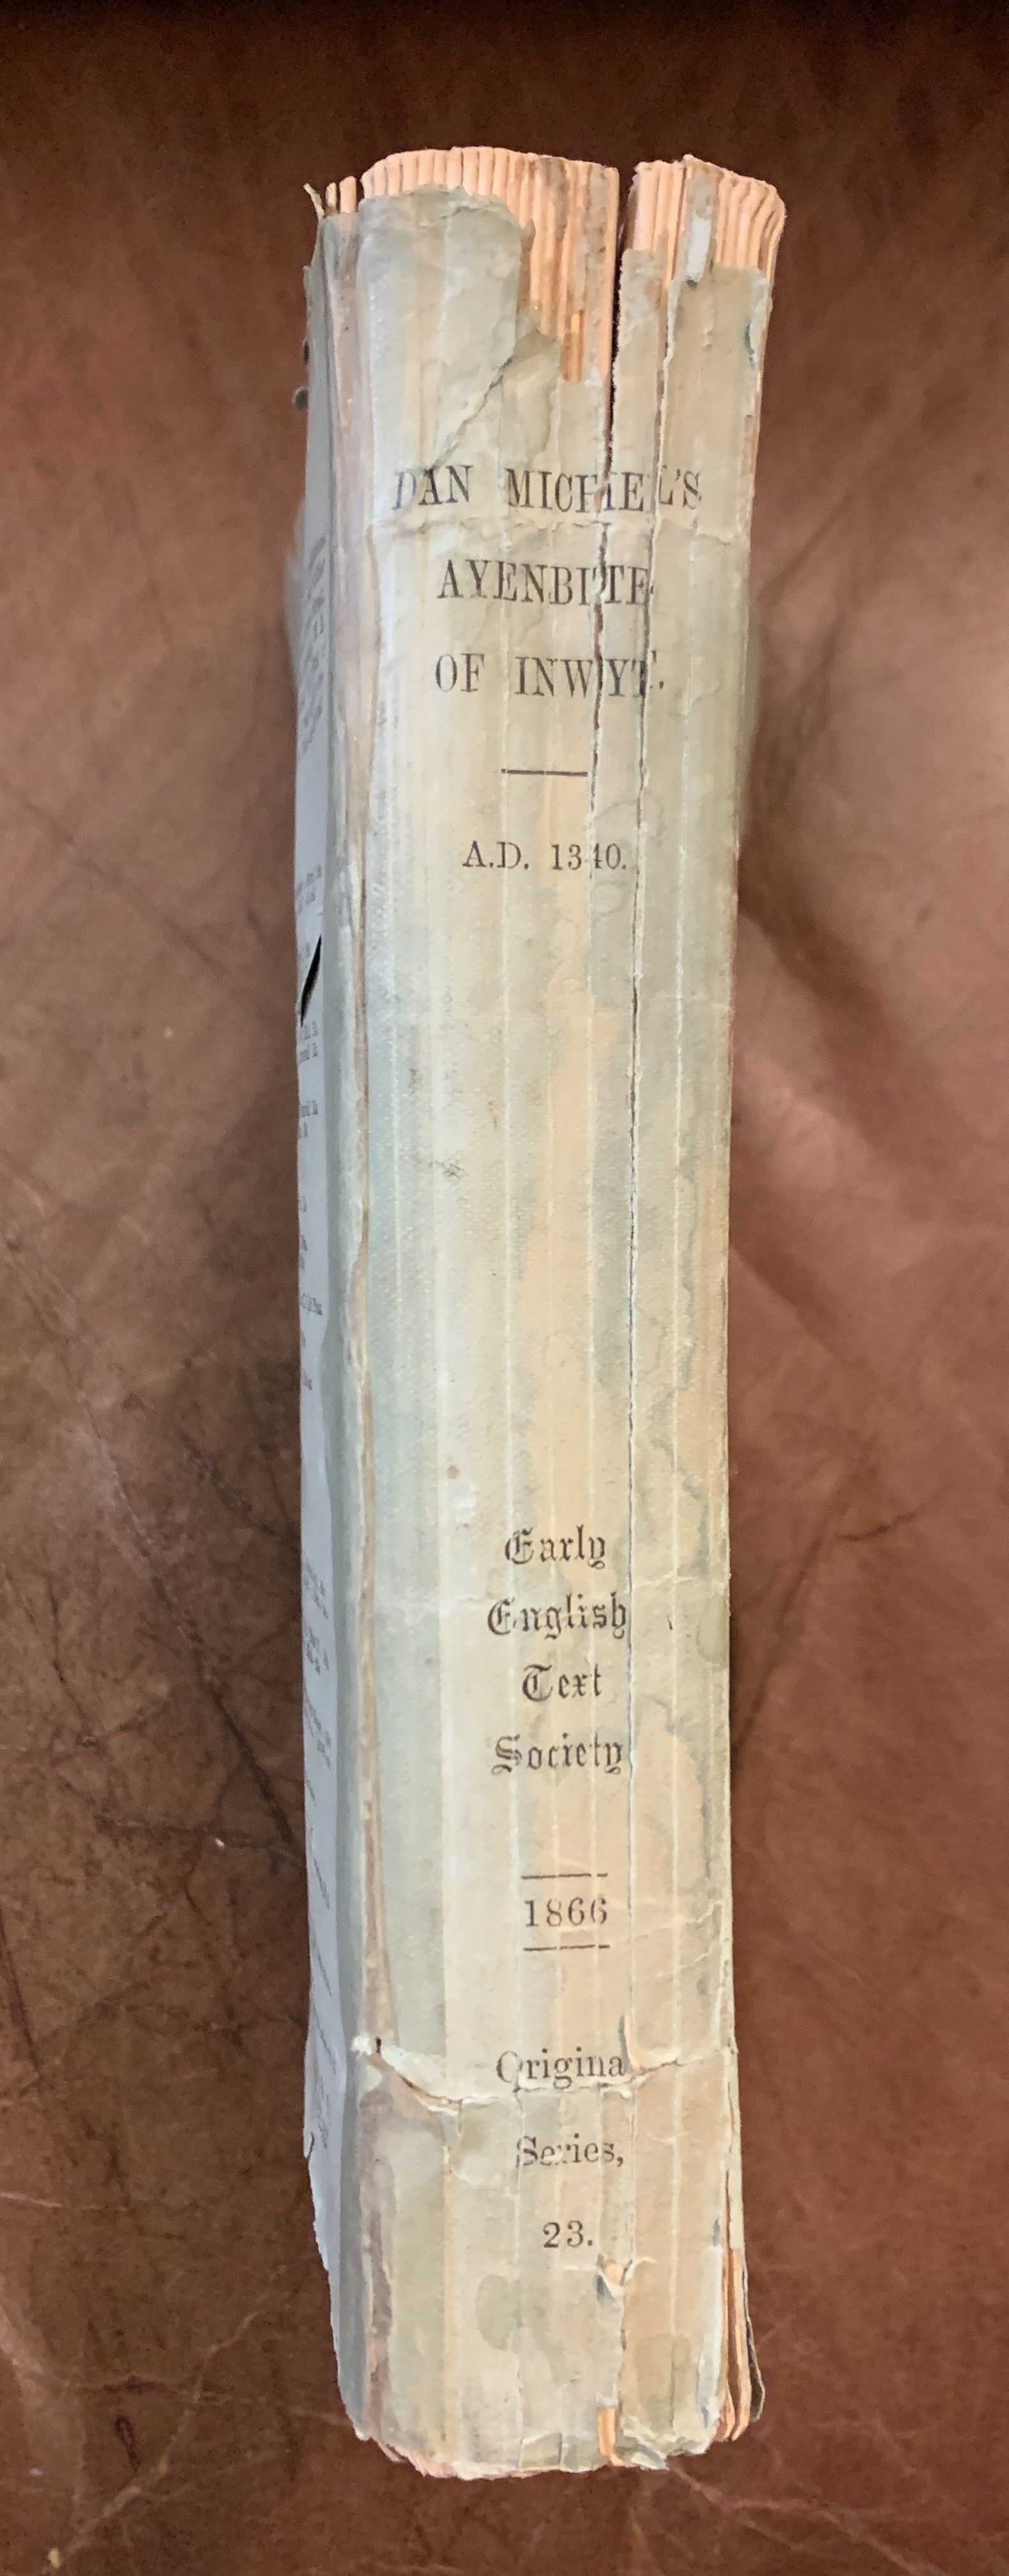 DAN MICHEL'S
AYENBITE
OF INWYT.
A.D. 1340.
Early
English
Text
Society
1866
Origina
Series,
23.